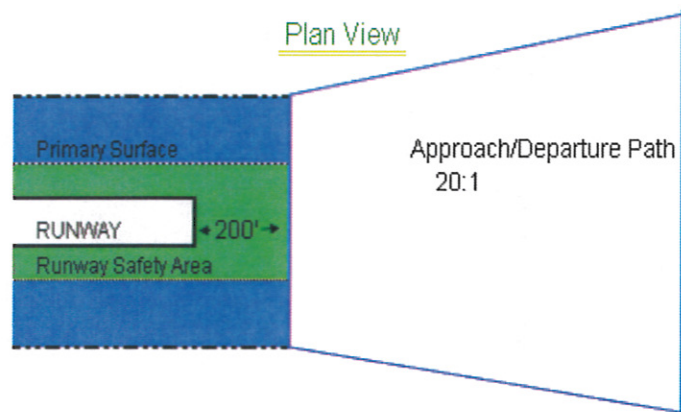 Plan View
Primary Surface
Approach/Departure Path
20:1
RUNWAY
200'
Runway Safety Area